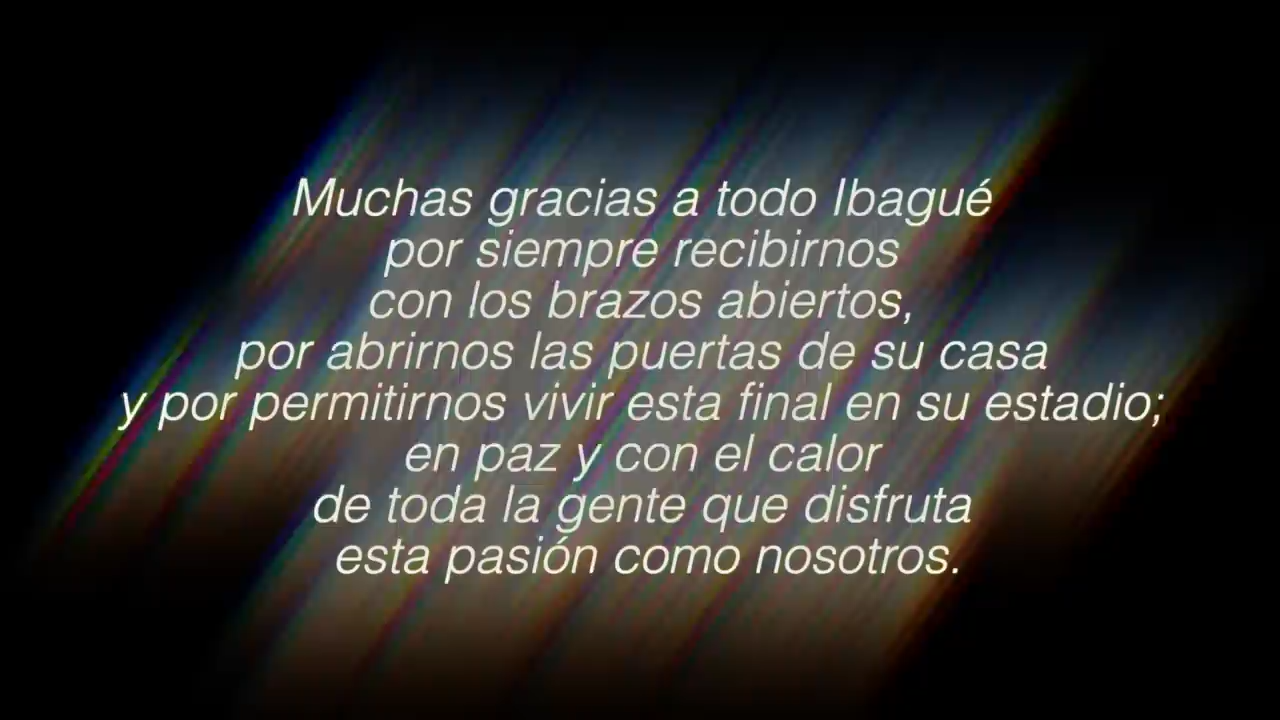 Muchas gracias a todo Ibagué
por siempre recibirnos
con los brazos abiertos,
por abrirnos las puertas de su casa
y por permitirnos vivir esta final en su estadio;
en paz y con el calor
de toda la gente que disfruta
esta pasión como nosotros.